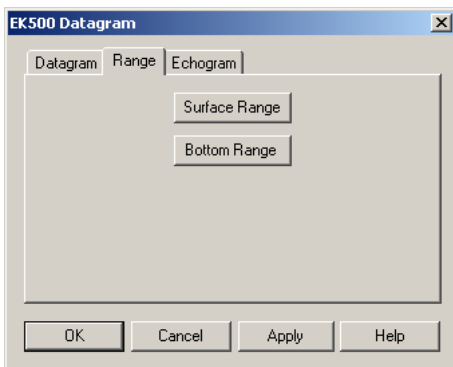 EK500 Datagram
Datagram Range Echogram
Surface Range
Bottom Range
OK Cancel Apply Help